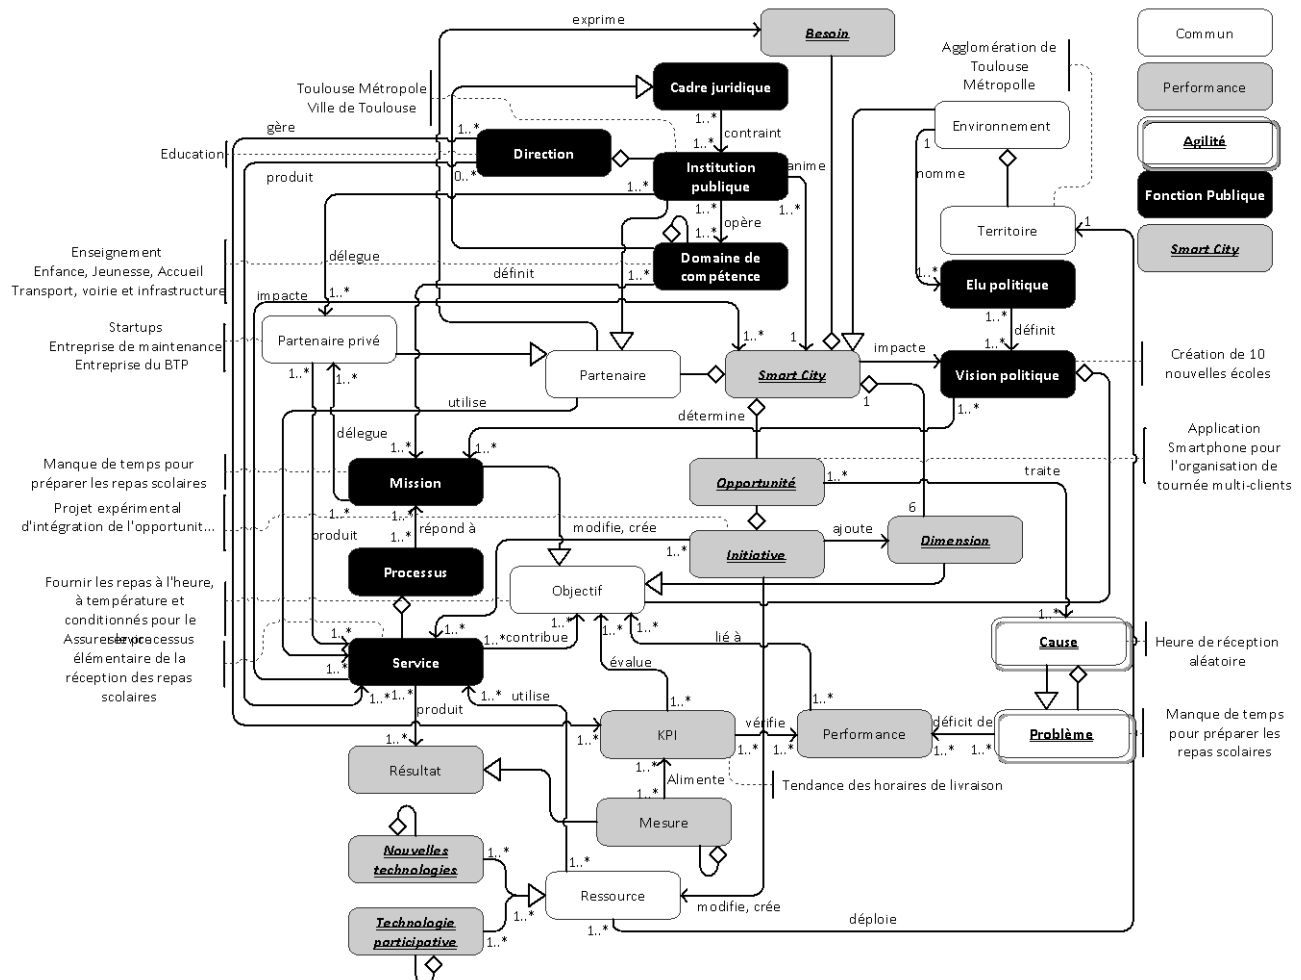 exprime
Besoin
Agglomération de
Toulouse
Métropolle
Commun
Performance
Agilité
Fonction Publique
Smart City
Toulouse Métropole
Ville de Toulouse
Cadre juridique
1..*
contraint
1..*
gère
1..*
Education
Direction
produit
0..*
Institution
publique
anime
1..*
1..*
1..*
opère
1..*
Environnement
1
nomme
Territoire
1
Enseignement
Enfance, Jeunesse, Accueil
Transport, voirie et infrastructure
délegue
définit
Domaine de
compétence
1..*
1..*
Elu politique
1..*
définit
1..*
impacte
1..*
Startups
Entreprise de maintenance
Entreprise du BTP
Partenaire privé
1..*
1..*
Partenaire
1..*
1
Smart City
1
impacte
Vision politique
1..*
Création de 10
nouvelles écoles
utilise
détermine
délegue
1..*
1..*
Application
Smartphone pour
l'organisation de
tournée multi-clients
Manque de temps pour
préparer les repas scolaires
Mission
1..*
Opportunité
1..*
traite
Projet expérimental
d'intégration de l'opportunit...
1..*
produit
répond à
1..*
modifie, crée
1..*
Initiative
ajoute
6
Dimension
Processus
Fournir les repas à l'heure,
à température et
conditionnés pour le
service
Assurer le processus
élémentaire de la
réception des repas
scolaires
Objectif
1..*
1..*
1..*
contribue
1..*
1..*
1..*
lié à
1..*
Cause
Heure de réception
aléatoire
Service
1..*
évalue
1..*
1..*
produit
1..*
utilise
1..*
1..*
1..*
KPI
1..*
vérifie
1..*
1..*
Performance
1..*
déficit de
1..*
Problème
Manque de temps
pour préparer les
repas scolaires
Résultat
1..*
Alimente
1..*
Tendance des horaires de livraison
Mesure
Nouvelles
technologies
1..*
1..*
Ressource
1..*
modifie, crée
déploie
1..*
Technologie
participative
1..*